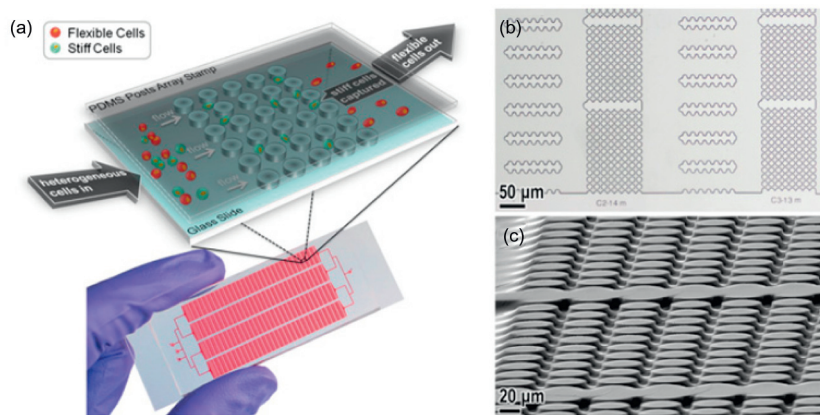 (a)
Flexible Cells
Stiff Cells
PDMS Posts Array Stamp
flexible
cells out
stiff cells
captured
flow
flow
flow
heterogeneous
cells in
Glass Slide
(b)
50 µm
C2-14 m
C3-13 m
(c)
20 µm